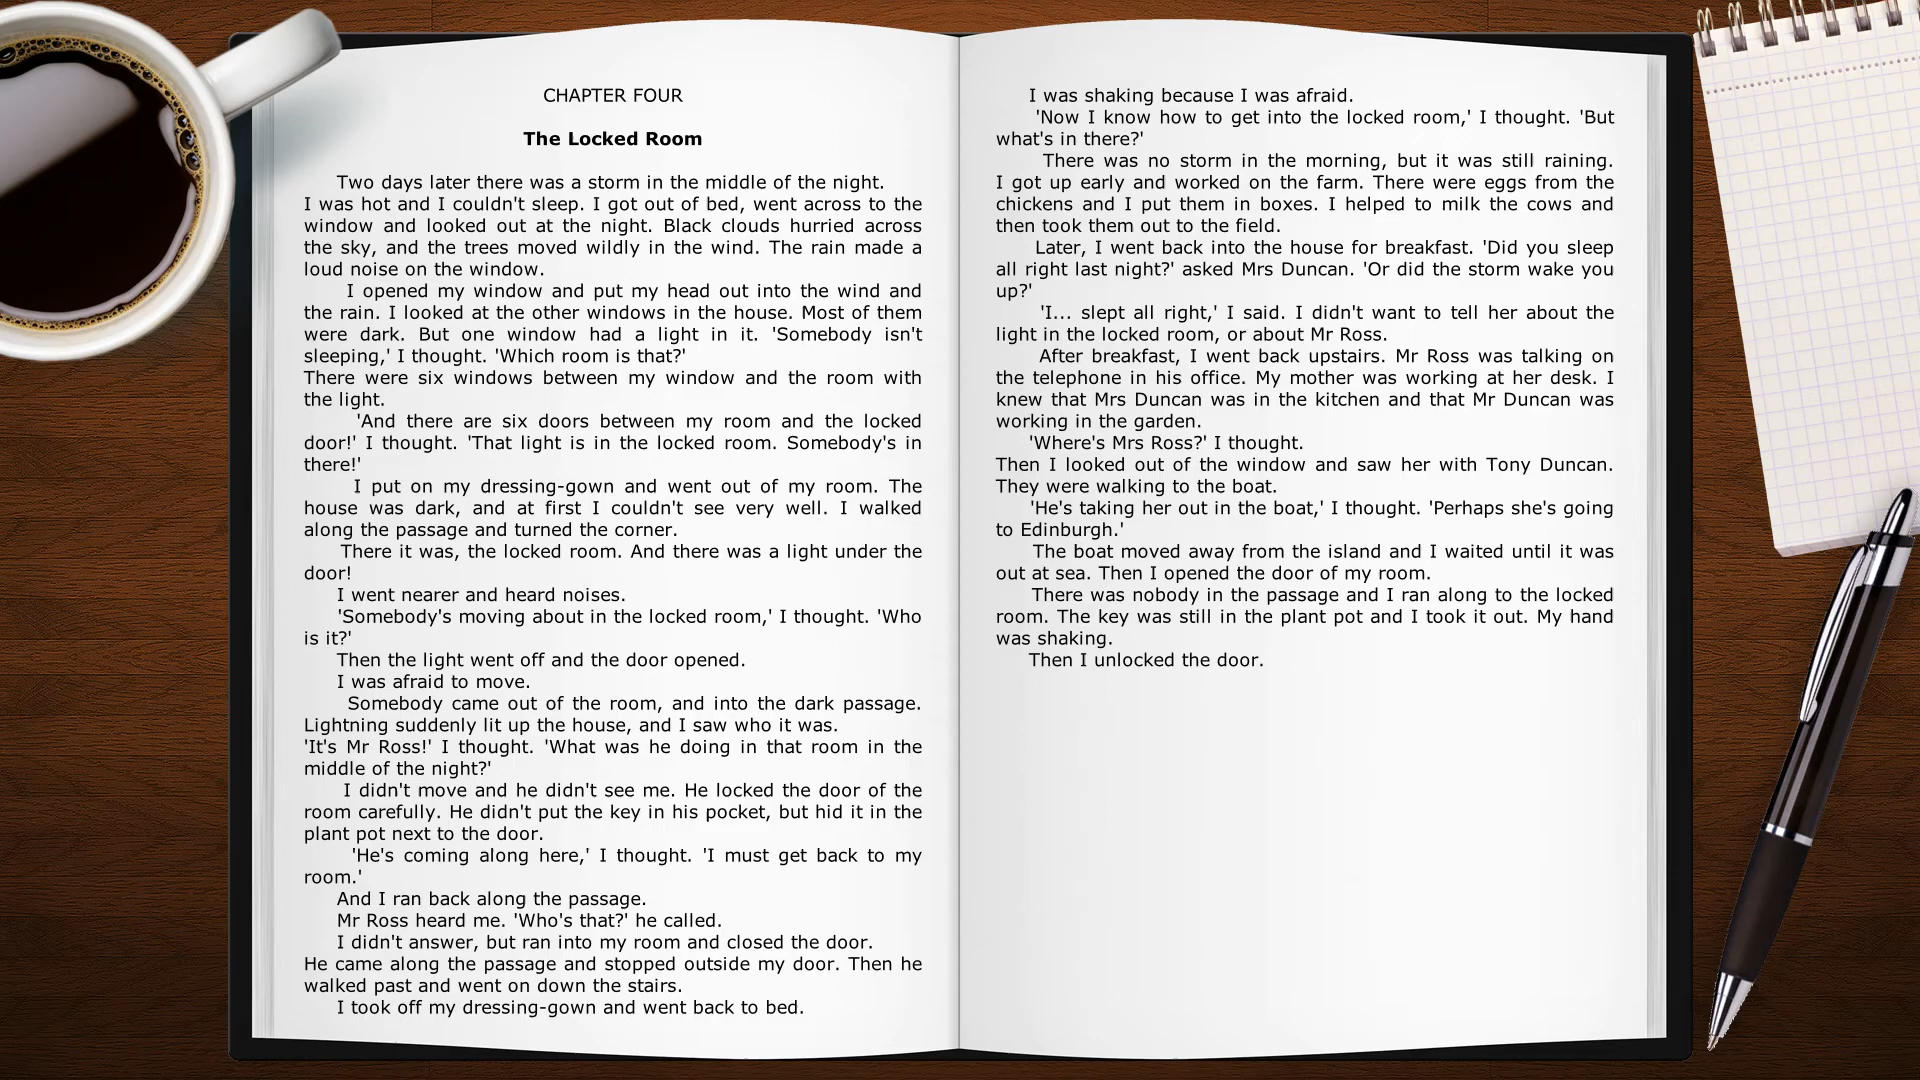 CHAPTER FOUR
The Locked Room
Two days later there was a storm in the middle of the night.
I was hot and I couldn't sleep. I got out of bed, went across to the
window and looked out at the night. Black clouds hurried across
the sky, and the trees moved wildly in the wind. The rain made a
loud noise on the window.
I opened my window and put my head out into the wind and
the rain. I looked at the other windows in the house. Most of them
were dark. But one window had a light in it. 'Somebody isn't
sleeping,' I thought. 'Which room is that?'
There were six windows between my window and the room with
the light.
'And there are six doors between my room and the locked
door!' I thought. 'That light is in the locked room. Somebody's in
there!'
I put on my dressing-gown and went out of my room. The
house was dark, and at first I couldn't see very well. I walked
along the passage and turned the corner.
There it was, the locked room. And there was a light under the
door!
I went nearer and heard noises.
'Somebody's moving about in the locked room,' I thought. 'Who
is it?'
Then the light went off and the door opened.
I was afraid to move.
Somebody came out of the room, and into the dark passage.
Lightning suddenly lit up the house, and I saw who it was.
'It's Mr Ross!' I thought. 'What was he doing in that room in the
middle of the night?'
I didn't move and he didn't see me. He locked the door of the
room carefully. He didn't put the key in his pocket, but hid it in the
plant pot next to the door.
'He's coming along here,' I thought. 'I must get back to my
room.'
And I ran back along the passage.
Mr Ross heard me. 'Who's that?' he called.
I didn't answer, but ran into my room and closed the door.
He came along the passage and stopped outside my door. Then he
walked past and went on down the stairs.
I took off my dressing-gown and went back to bed.
I was shaking because I was afraid.
'Now I know how to get into the locked room,' I thought. 'But
what's in there?'
There was no storm in the morning, but it was still raining.
I got up early and worked on the farm. There were eggs from the
chickens and I put them in boxes. I helped to milk the cows and
then took them out to the field.
Later, I went back into the house for breakfast. 'Did you sleep
all right last night?' asked Mrs Duncan. 'Or did the storm wake you
up?'
'I... slept all right,' I said. I didn't want to tell her about the
light in the locked room, or about Mr Ross.
After breakfast, I went back upstairs. Mr Ross was talking on
the telephone in his office. My mother was working at her desk. I
knew that Mrs Duncan was in the kitchen and that Mr Duncan was
working in the garden.
'Where's Mrs Ross?' I thought.
Then I looked out of the window and saw her with Tony Duncan.
They were walking to the boat.
'He's taking her out in the boat,' I thought. 'Perhaps she's going
to Edinburgh.'
The boat moved away from the island and I waited until it was
out at sea. Then I opened the door of my room.
There was nobody in the passage and I ran along to the locked
room. The key was still in the plant pot and I took it out. My hand
was shaking.
Then I unlocked the door.